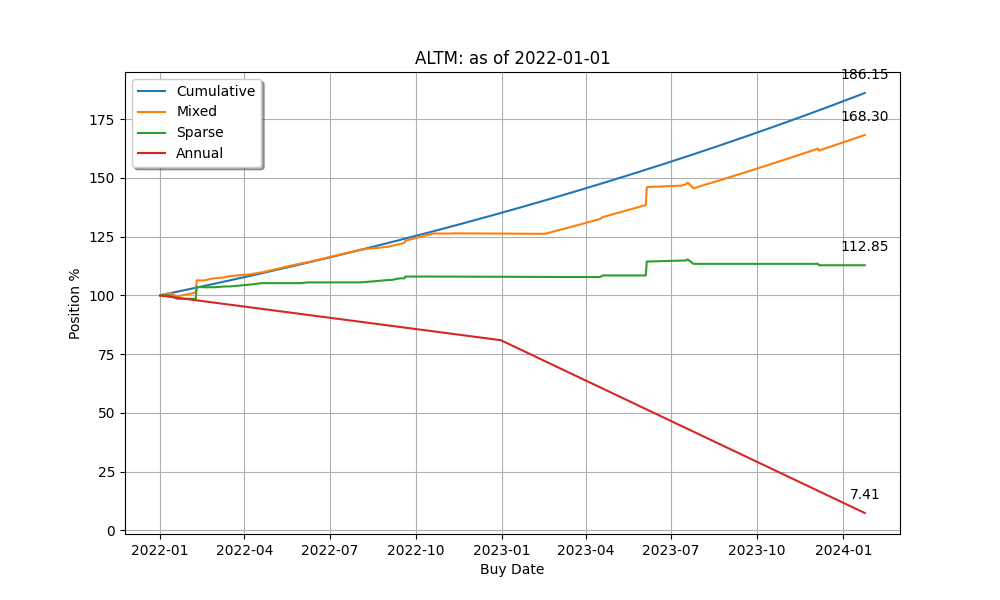 ALTM: as of 2022-01-01
Cumulative
Mixed
Sparse
Annual
186.15
168.30
112.85
7.41
Position %
175
150
125
100
75
50
25
0
2022-01 2022-04 2022-07 2022-10 2023-01 2023-04 2023-07 2023-10 2024-01
Buy Date